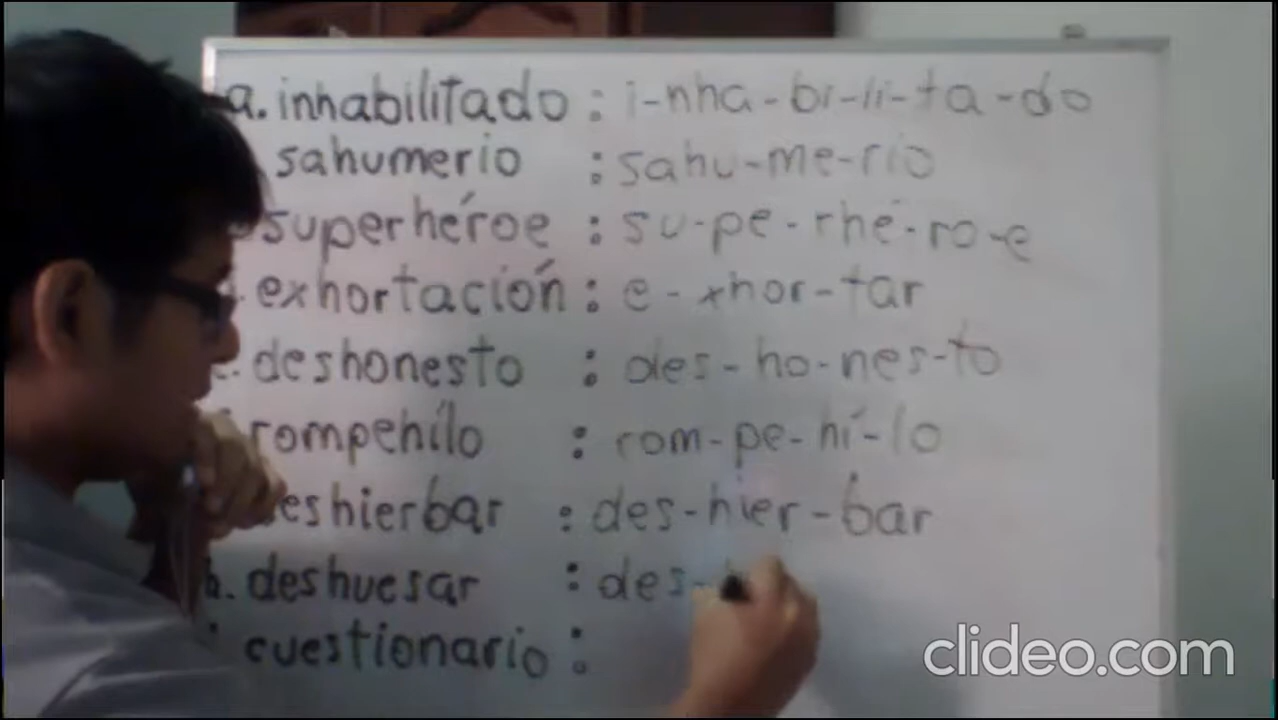 a. inhabilitado : i-nha-bi-li-ta-do
sahumerio : sahu-me-rio
superhéroe : su-pe-rhé-ro-e
exhortación : e-xhor-tar
deshonesto : des-ho-nes-to
rompehílo : rom-pe-hí-lo
deshierbar : des-hier-bar
h. deshuesar : des-
cuestionario :
clideo.com